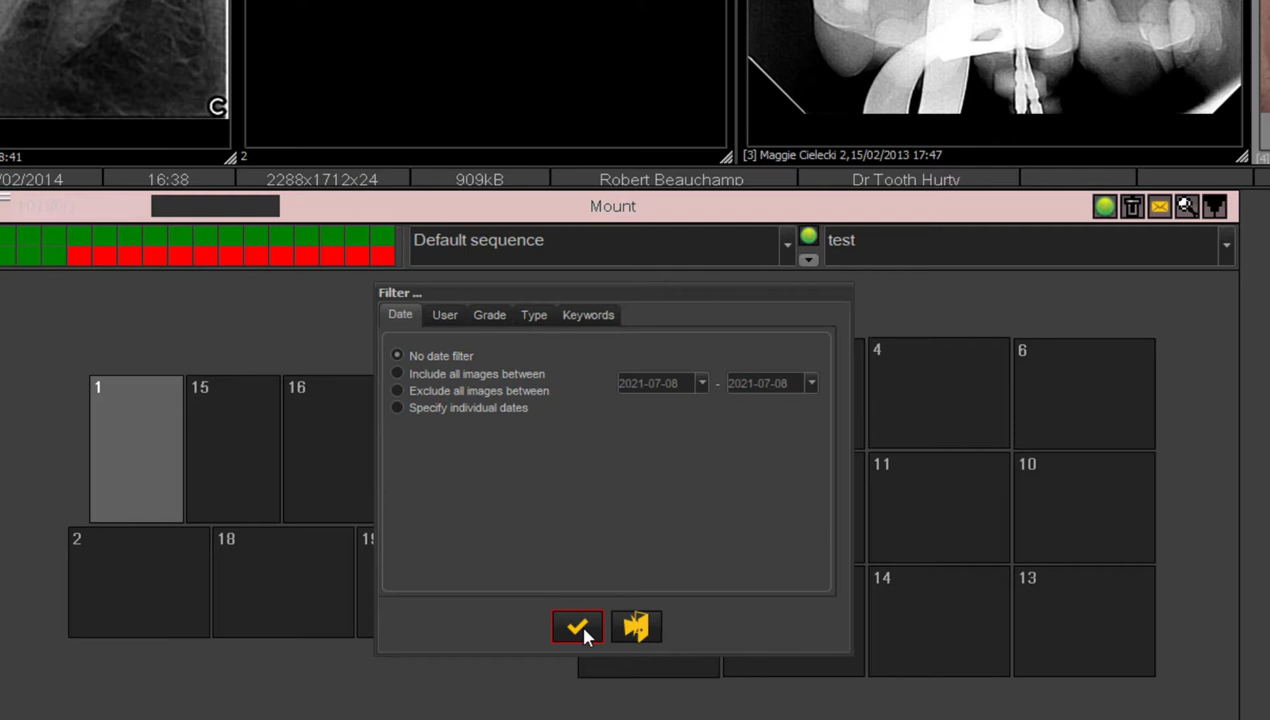 C
8:41
2
[3] Maggie Cielecki 2, 15/02/2013 17:47
/02/2014 16:38 2288x1712x24 909kB Robert Beauchamp Dr Tooth Hurty
Mount
Default sequence test
Filter ...
Date User Grade Type Keywords
No date filter
Include all images between
Exclude all images between
Specify individual dates
2021-07-08 - 2021-07-08
1 15 16 4 6
11 10
2 18 19
14 13